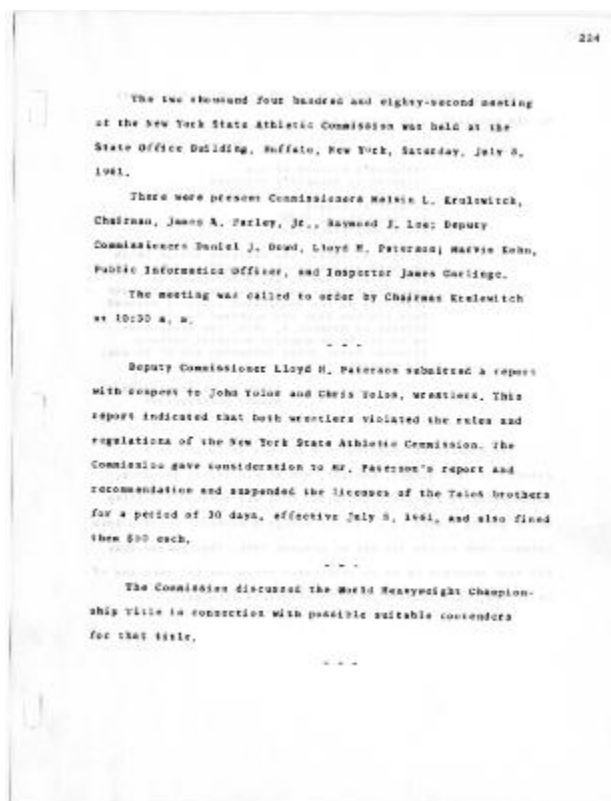 224
The two thousand four hundred and eighty-second meeting
of the New York State Athletic Commission was held at the
State Office Building, Buffalo, New York, Saturday, July 8,
1961.
There were present Commissioners Melvin L. Krulewitch,
Chairman, James A. Farley, Jr., Raymond J. Lee; Deputy
Commissioners Daniel J. Dowd, Lloyd H. Paterson; Marvin Kohn,
Public Information Officer, and Inspector James
The meeting was called to order by Chairman Krulewitch
at 10:30 a. m.
- - -
Deputy Commissioner Lloyd H. Paterson submitted a report
with respect to John Tolos and Chris Tolos, wrestlers. This
report indicated that both wrestlers violated the rules and
regulations of the New York State Athletic Commission. The
Commission gave consideration to Mr. Paterson's report and
recommendation and suspended the licenses of the Tolos brothers
for a period of 30 days, effective July 8, 1961, and also fined
them each.
- - -
The Commission discussed the World Heavyweight Champion-
ship Title in connection with possible suitable contenders
for that title.
- - -